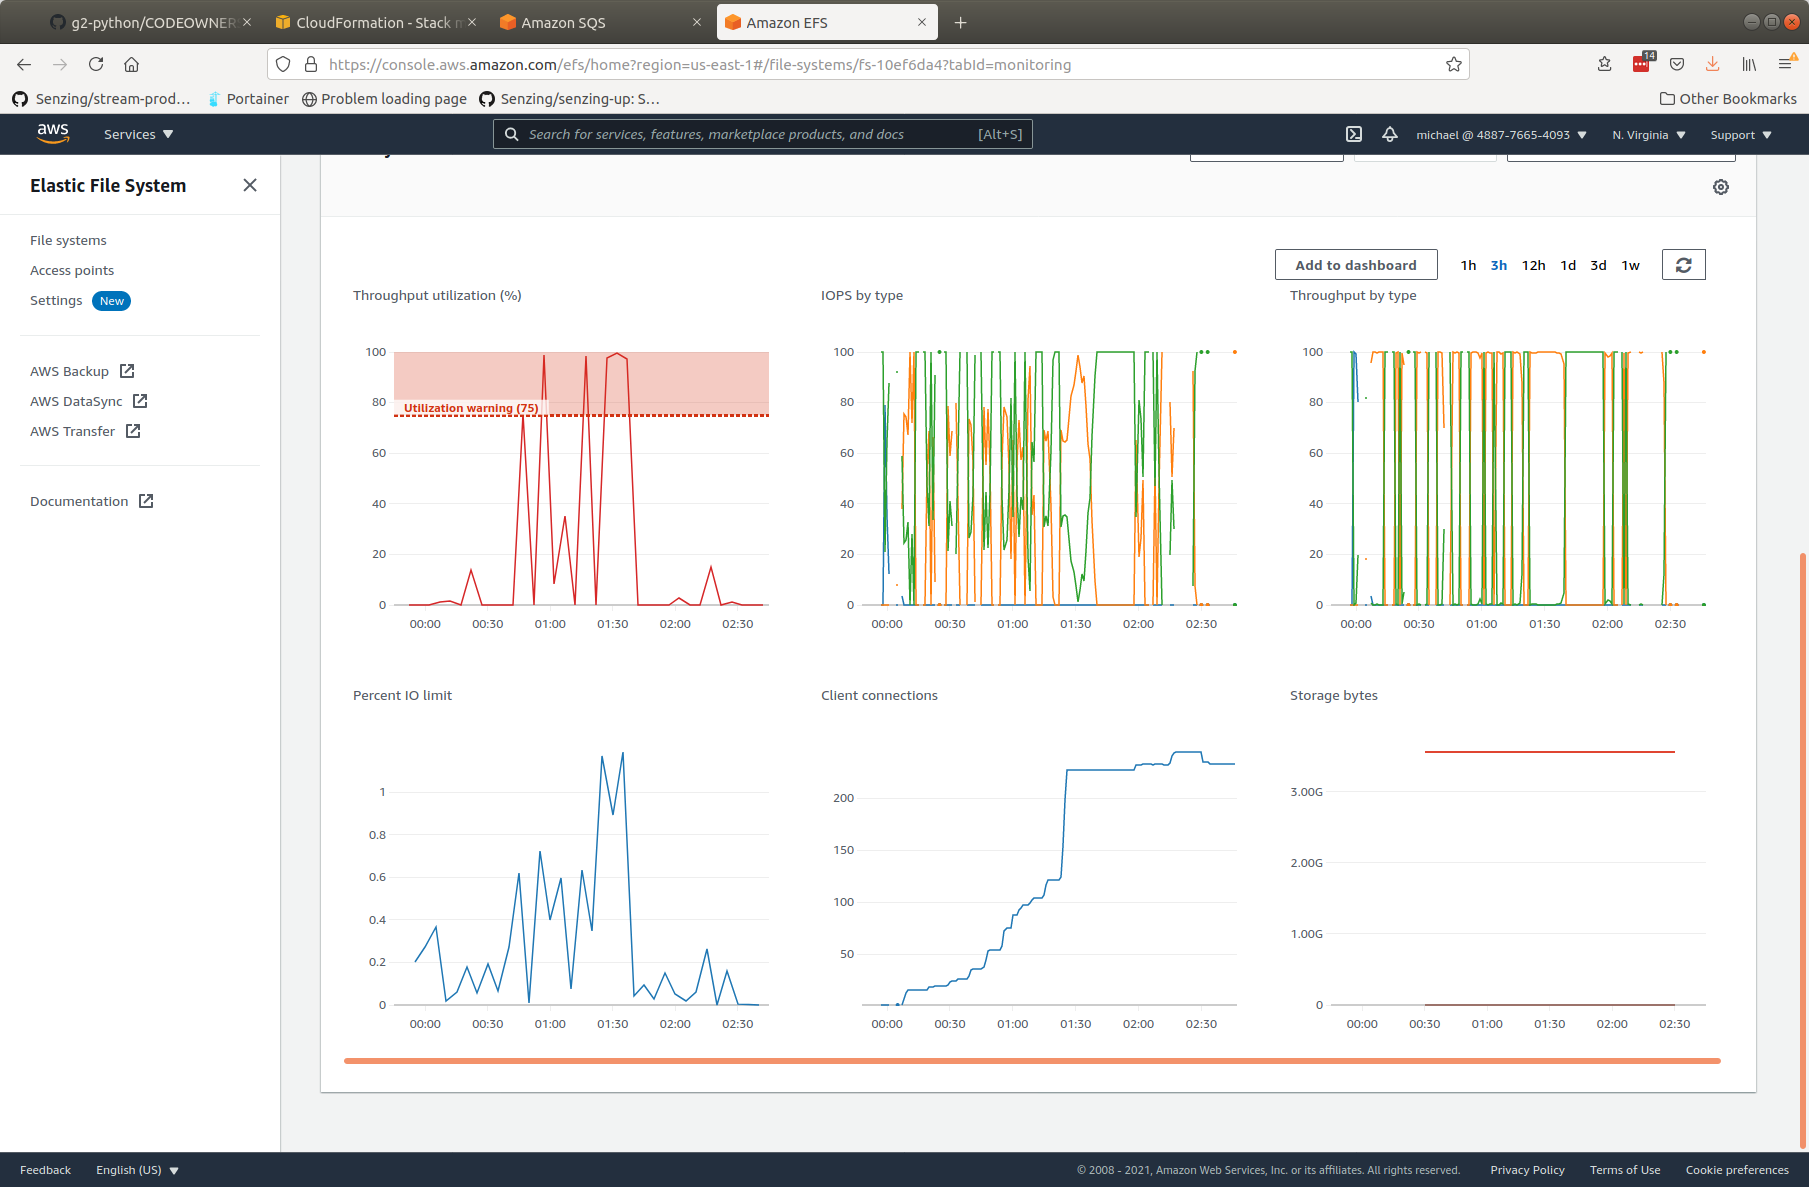 g2-python/CODEOWNER
CloudFormation - Stack m
Amazon SQS
Amazon EFS
https://console.aws.amazon.com/efs/home?region=us-east-1#/file-systems/fs-10ef6da4?tabId=monitoring
14
Senzing/stream-prod…
Portainer
Problem loading page
Senzing/senzing-up: S…
Other Bookmarks
aws
Services
Search for services, features, marketplace products, and docs
[Alt+S]
michael @ 4887-7665-4093
N. Virginia
Support
Elastic File System
File systems
Access points
Settings
New
AWS Backup
AWS DataSync
AWS Transfer
Documentation
Add to dashboard
1h 3h 12h 1d 3d 1w
Throughput utilization (%)
100
80
60
40
20
0
Utilization warning (75)
00:00 00:30 01:00 01:30 02:00 02:30
IOPS by type
100
80
60
40
20
0
00:00 00:30 01:00 01:30 02:00 02:30
Throughput by type
100
80
60
40
20
0
00:00 00:30 01:00 01:30 02:00 02:30
Percent IO limit
1
0.8
0.6
0.4
0.2
0
00:00 00:30 01:00 01:30 02:00 02:30
Client connections
200
150
100
50
00:00 00:30 01:00 01:30 02:00 02:30
Storage bytes
3.00G
2.00G
1.00G
0
00:00 00:30 01:00 01:30 02:00 02:30
Feedback
English (US)
© 2008 - 2021, Amazon Web Services, Inc. or its affiliates. All rights reserved.
Privacy Policy
Terms of Use
Cookie preferences